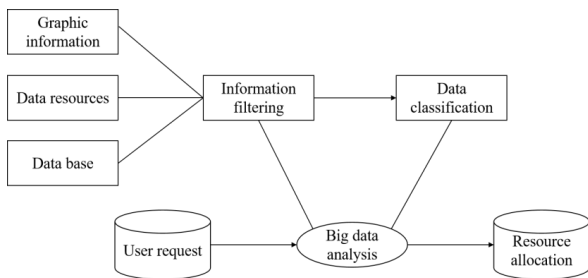 Graphic
information
Data resources
Data base
Information
filtering
Data
classification
User request
Big data
analysis
Resource
allocation